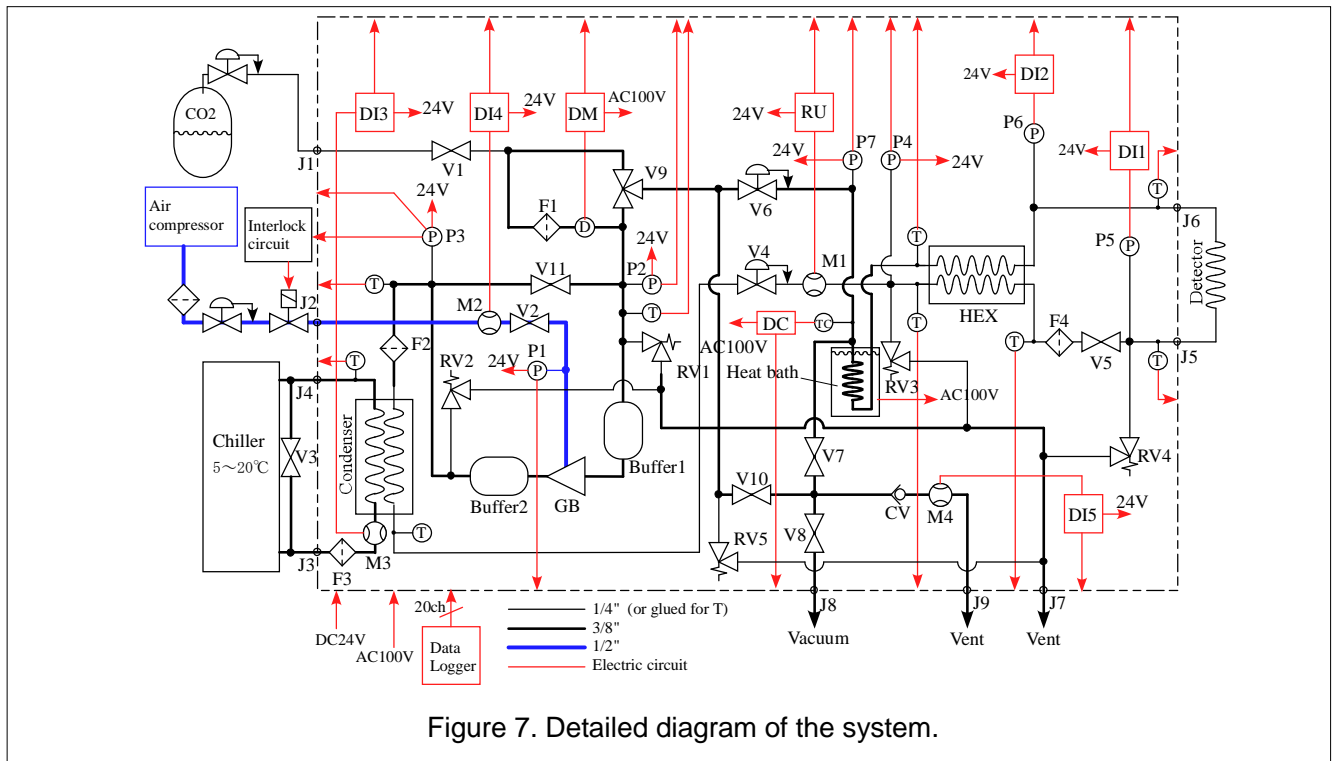 CO2
J1
V1
DI3
24V
DI4
24V
DM
AC100V
RU
24V
P7
24V
P4
24V
DI2
24V
P6
DI1
24V
T
J6
P5
P
Detector
J5
T
Air
compressor
Interlock
circuit
J2
24V
P
P3
T
V9
F1
D
V11
24V
P2
P
T
V6
V4
M1
T
HEX
P
P
P
M2
V2
F2
P1
24V
P
RV2
RV1
DC
AC100V
TC
Heat bath
AC100V
RV3
T
T
F4
V5
RV4
T
J4
Chiller
5～20℃
V3
Condenser
J3
F3
M3
T
Buffer2
GB
Buffer1
V7
V10
V8
CV
M4
DI5
24V
RV5
J8
J9
J7
Vacuum
Vent
Vent
DC24V
AC100V
20ch
Data
Logger
1/4" (or glued for T)
3/8"
1/2"
Electric circuit
Figure 7. Detailed diagram of the system.